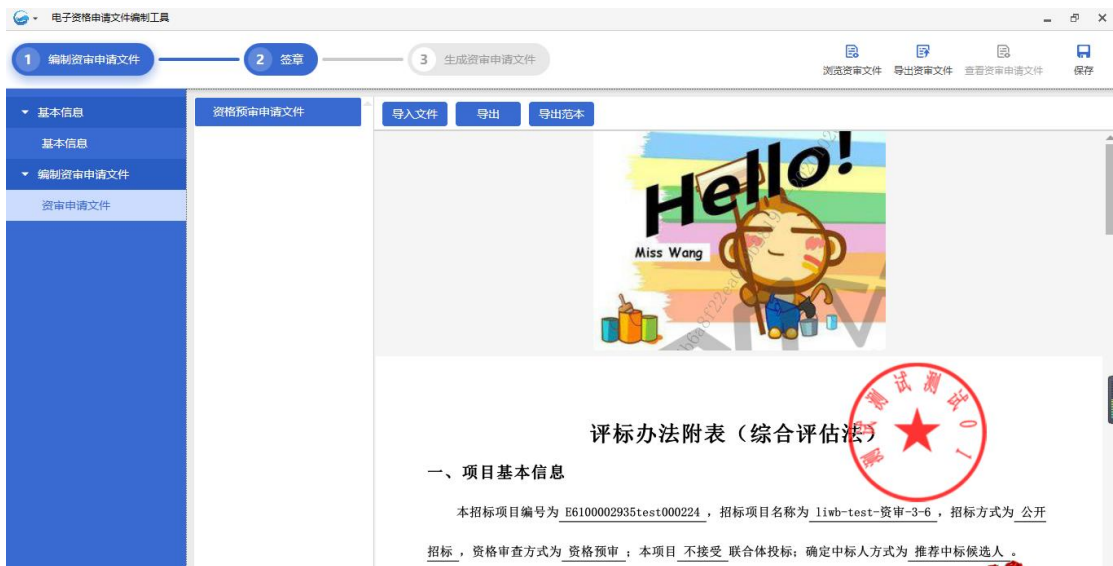 电子资格申请文件编制工具
1 编制资审申请文件
2 签章
3 生成资审申请文件
浏览资审文件
导出资审文件
查看资审申请文件
保存
基本信息
基本信息
编制资审申请文件
资审申请文件
资格预审申请文件
导入文件
导出
导出范本
Hello!
Miss Wang
测试测试测试01
评标办法附表（综合评估法）
一、项目基本信息
本招标项目编号为 E6100002935test000224 ，招标项目名称为 liwb-test-资审-3-6 ，招标方式为 公开
招标 ，资格审查方式为 资格预审 ；本项目 不接受 联合体投标；确定中标人方式为 推荐中标候选人 。